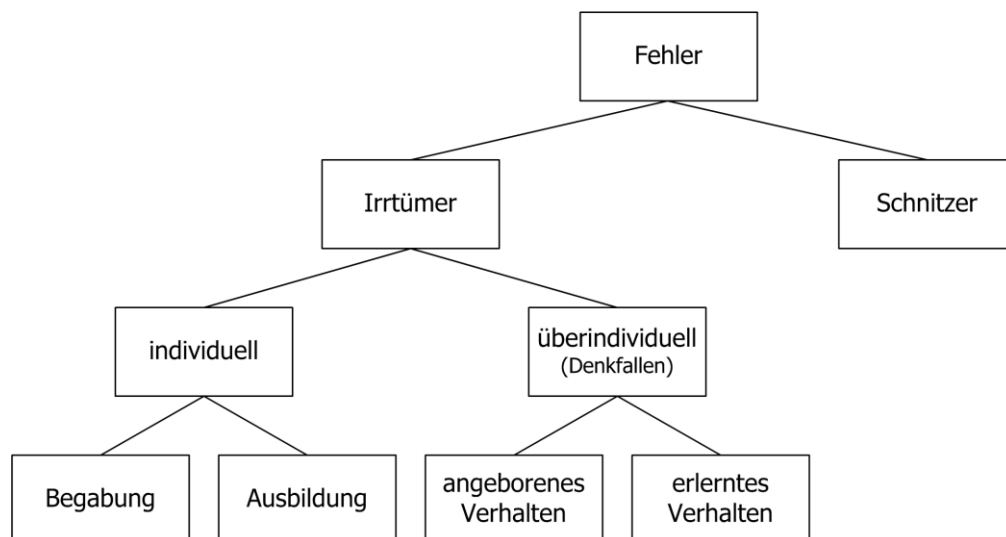 Fehler
Irrtümer
Schnitzer
individuell
überindividuell
(Denkfallen)
Begabung
Ausbildung
angeborenes
Verhalten
erlerntes
Verhalten